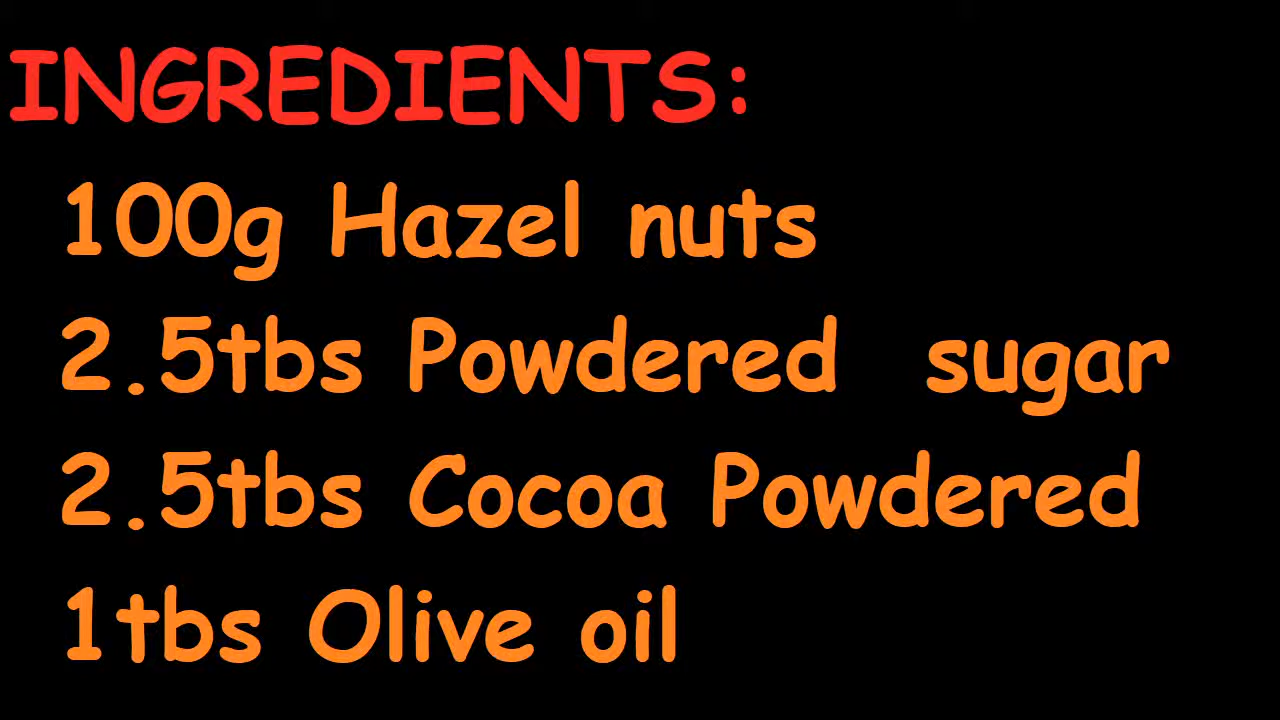 INGREDIENTS:
100g Hazel nuts
2.5tbs Powdered sugar
2.5tbs Cocoa Powdered
1tbs Olive oil